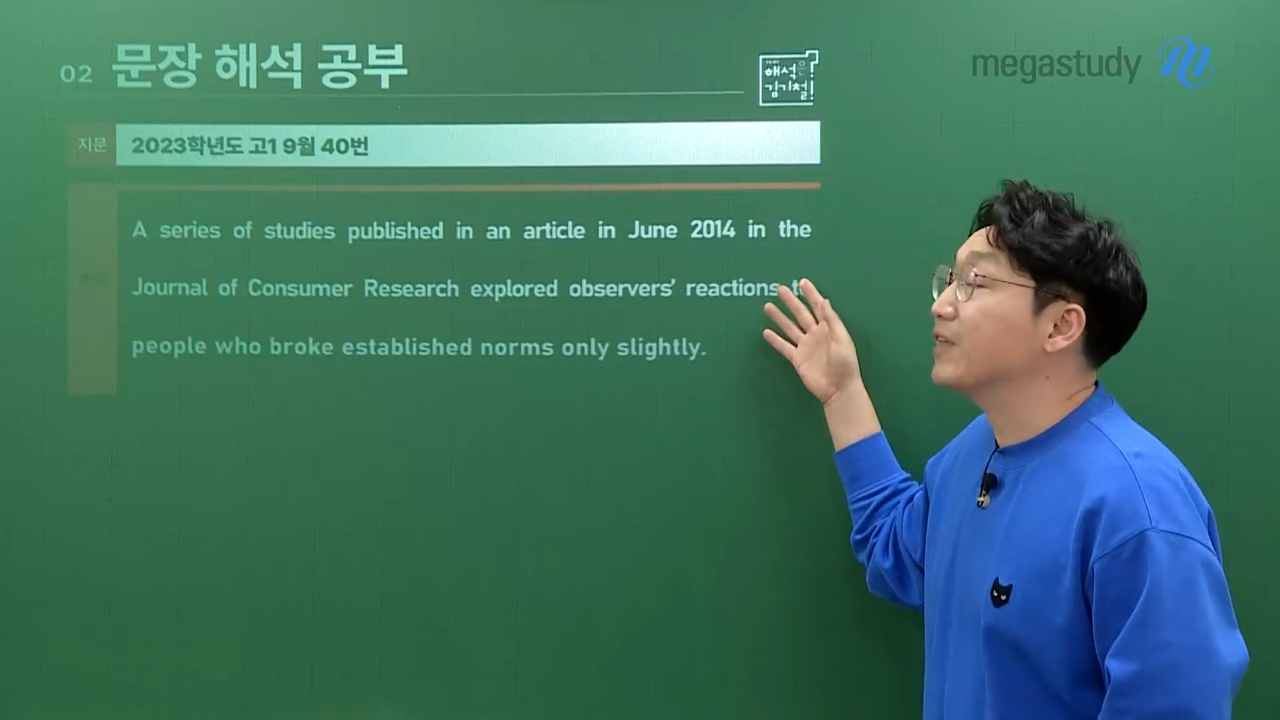 02 문장 해석 공부
해석은?
김기철!
megastudy
지문 2023학년도 고1 9월 40번
A series of studies published in an article in June 2014 in the
Journal of Consumer Research explored observers' reactions
people who broke established norms only slightly.